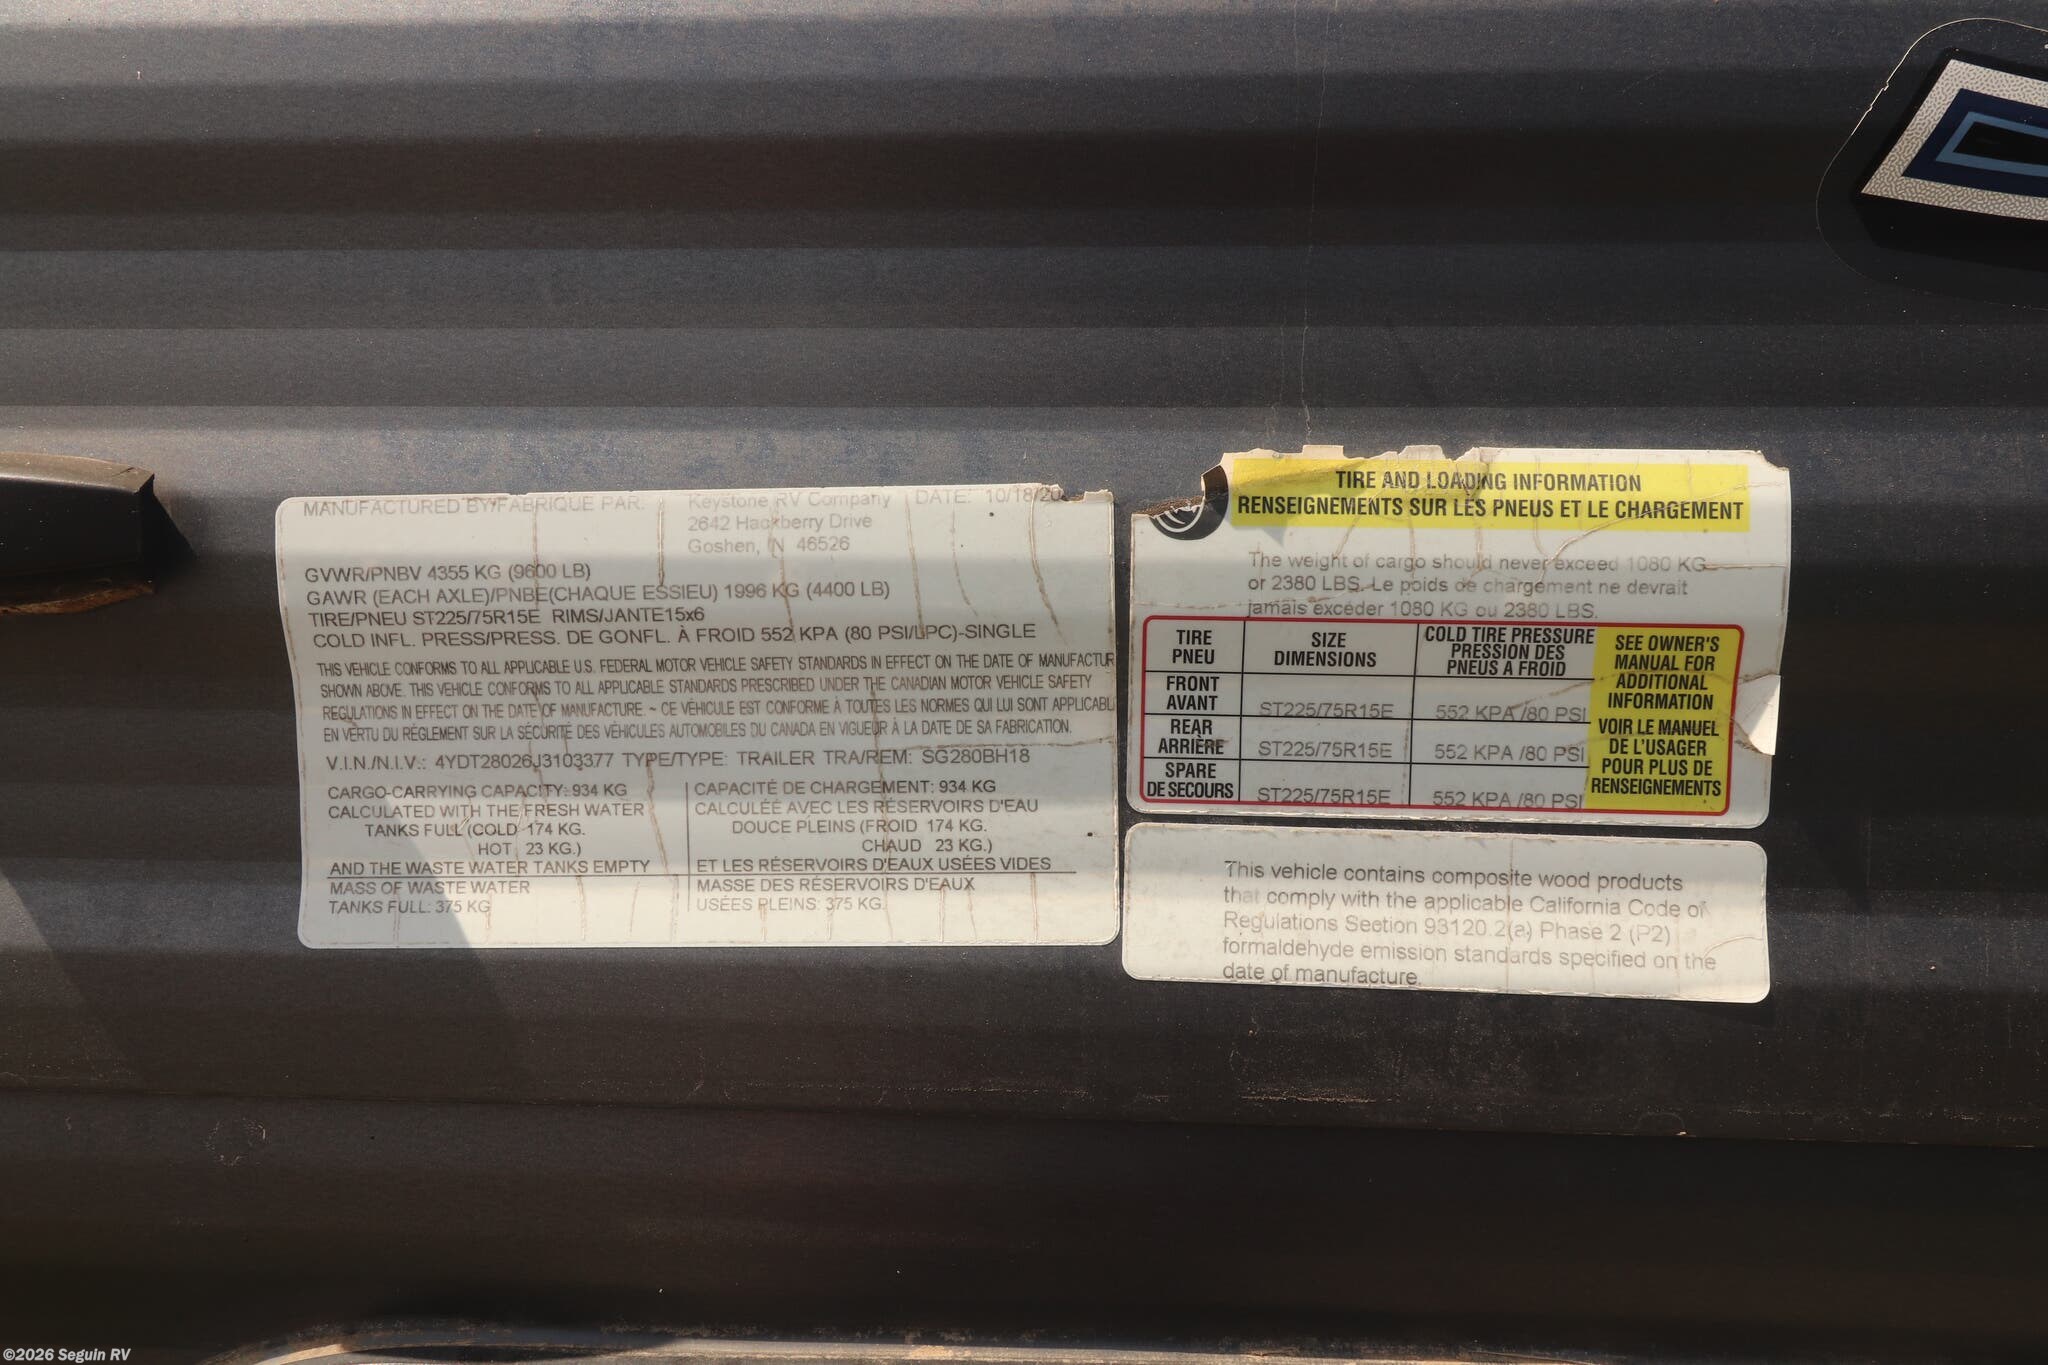 MANUFACTURED BY/FABRIQUE PAR: Keystone RV Company DATE: 10/18/20
2642 Hackberry Drive
Goshen, IN 46526
GVWR/PNBV 4355 KG (9600 LB)
GAWR (EACH AXLE)/PNBE(CHAQUE ESSIEU) 1996 KG (4400 LB)
TIRE/PNEU ST225/75R15E RIMS/JANTE15x6
COLD INFL. PRESS/PRESS. DE GONFL. À FROID 552 KPA (80 PSI/LPC)-SINGLE
THIS VEHICLE CONFORMS TO ALL APPLICABLE U.S. FEDERAL MOTOR VEHICLE SAFETY STANDARDS IN EFFECT ON THE DATE OF MANUFACTUR
SHOWN ABOVE. THIS VEHICLE CONFORMS TO ALL APPLICABLE STANDARDS PRESCRIBED UNDER THE CANADIAN MOTOR VEHICLE SAFETY
REGULATIONS IN EFFECT ON THE DATE OF MANUFACTURE ~ CE VÉHICULE EST CONFORME À TOUTES LES NORMES QUI LUI SONT APPLICABL
EN VERTU DU RÉGLEMENT SUR LA SÉCURITÉ DES VÉHICULES AUTOMOBILES DU CANADA EN VIGUEUR À LA DATE DE SA FABRICATION.
V.I.N./N.I.V.: 4YDT28026J3103377 TYPE/TYPE: TRAILER TRA/REM: SG280BH18
CARGO-CARRYING CAPACITY: 934 KG
CALCULATED WITH THE FRESH WATER
TANKS FULL (COLD 174 KG.
HOT 23 KG.)
AND THE WASTE WATER TANKS EMPTY
MASS OF WASTE WATER
TANKS FULL: 375 KG
CAPACITÉ DE CHARGEMENT: 934 KG
CALCULÉE AVEC LES RÉSERVOIRS D'EAU
DOUCE PLEINS (FROID 174 KG.
CHAUD 23 KG.)
ET LES RÉSERVOIRS D'EAUX USÉES VIDES
MASSE DES RÉSERVOIRS D'EAUX
USÉES PLEINS: 375 KG.
TIRE AND LOADING INFORMATION
RENSEIGNEMENTS SUR LES PNEUS ET LE CHARGEMENT
The weight of cargo should never exceed 1080 KG
or 2380 LBS. Le poids de chargement ne devrait
jamais exceder 1080 KG ou 2380 LBS.
TIRE
PNEU
SIZE
DIMENSIONS
COLD TIRE PRESSURE
PRESSION DES
PNEUS A FROID
FRONT
AVANT
ST225/75R15E
552 KPA /80 PSI
REAR
ARRIÈRE
ST225/75R15E
552 KPA /80 PSI
SPARE
DE SECOURS
ST225/75R15E
552 KPA /80 PSI
SEE OWNER'S
MANUAL FOR
ADDITIONAL
INFORMATION
VOIR LE MANUEL
DE L'USAGER
POUR PLUS DE
RENSEIGNEMENTS
This vehicle contains composite wood products
that comply with the applicable California Code of
Regulations Section 93120.2(a) Phase 2 (P2)
formaldehyde emission standards specified on the
date of manufacture.
©2026 Seguin RV